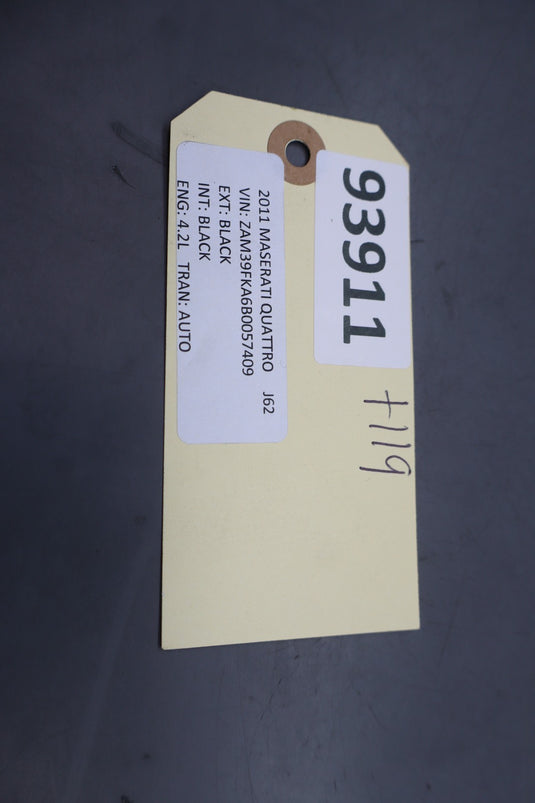 93911
t119
2011 MASERATI QUATTRO J62
VIN: ZAM39FKA6B0057409
EXT: BLACK
INT: BLACK
ENG: 4.2L TRAN: AUTO